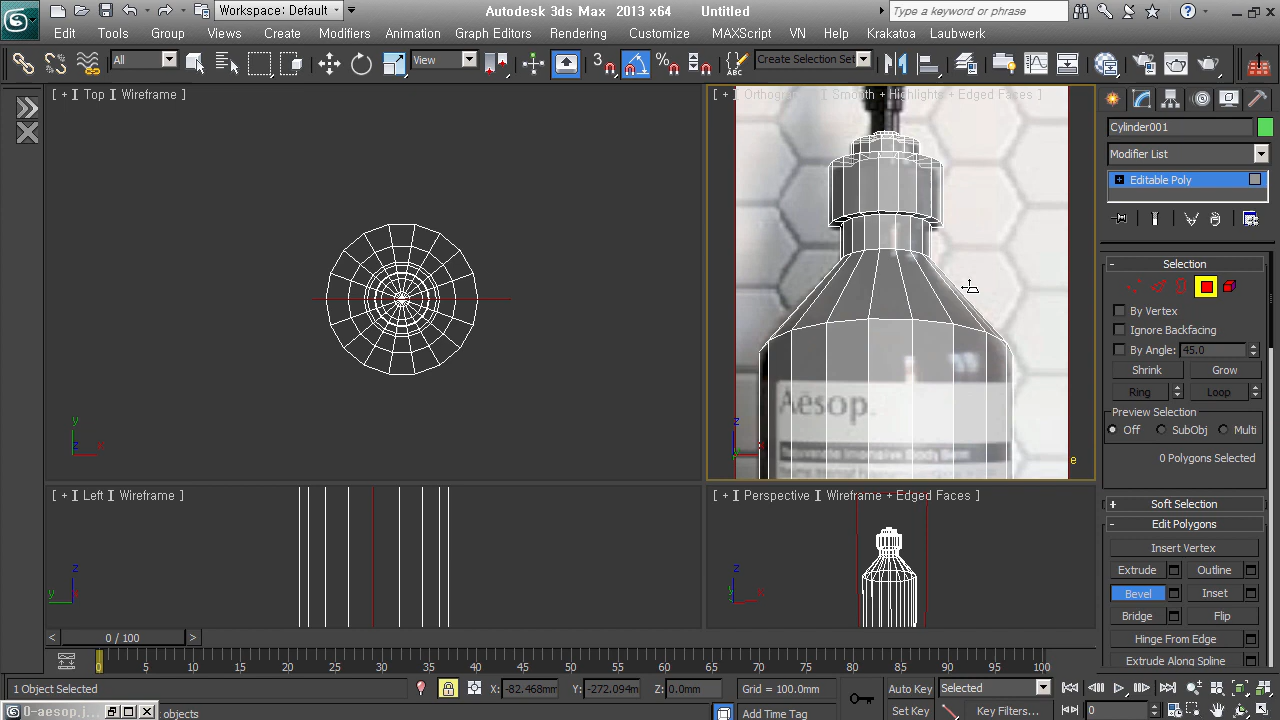 Workspace: Default
Autodesk 3ds Max 2013 x64
Untitled
Type a keyword or phrase
Edit
Tools
Group
Views
Create
Modifiers
Animation
Graph Editors
Rendering
Customize
MAXScript
VN
Help
Krakatoa
Laubwerk
All
View
3
Create Selection Set
[ + ] Top ] Wireframe ]
Smooth + Highlights + Edged Faces ]
Cylinder001
Modifier List
Editable Poly
Selection
By Vertex
Ignore Backfacing
By Angle: 45.0
Shrink
Grow
Ring
Loop
Preview Selection
Off
SubObj
Multi
0 Polygons Selected
Soft Selection
Edit Polygons
Insert Vertex
Extrude
Outline
Bevel
Inset
Bridge
Flip
Hinge From Edge
Extrude Along Spline
Aēsop.
[ + ] Left ] Wireframe ]
[ + ] Perspective ] Wireframe + Edged Faces ]
0 / 100
0 5 10 15 20 25 30 35 40 45 50 55 60 65 70 75 80 85 90 95 100
1 Object Selected
X: -82.468mm
Y: -272.094m
Z: 0.0mm
Grid = 100.0mm
Auto Key
Selected
0-aesop.j...
objects
Add Time Tag
Set Key
Key Filters...
0